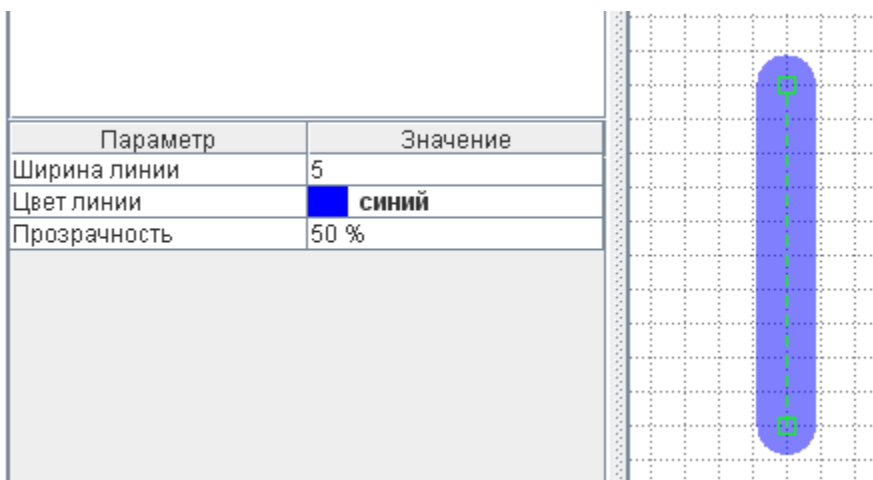 Параметр Значение
Ширина линии 5
Цвет линии синий
Прозрачность 50 %